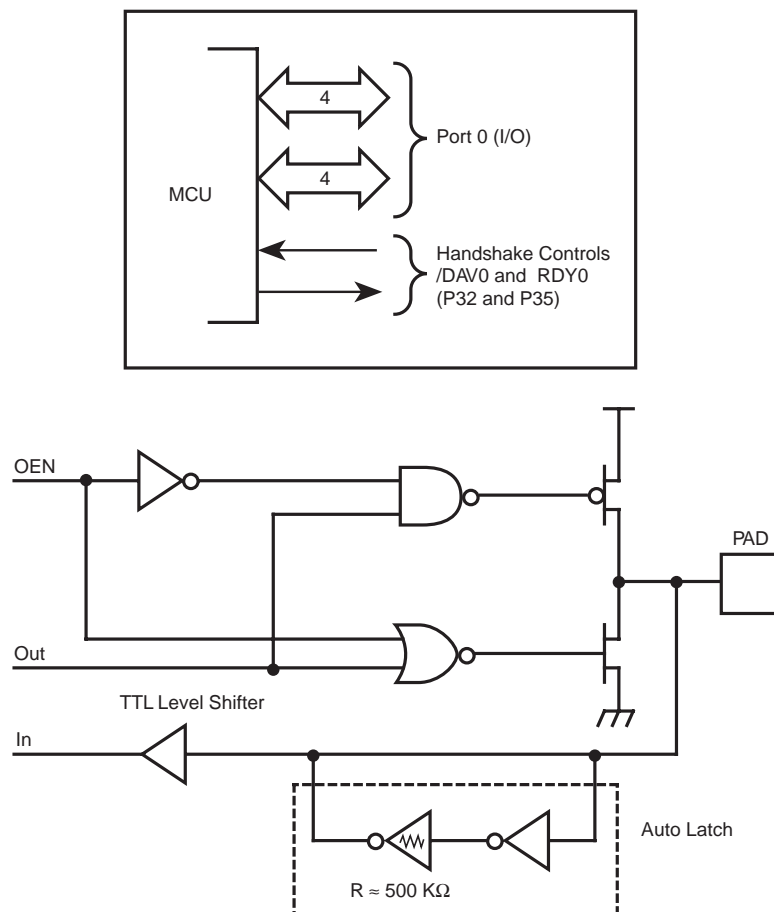 4
Port 0 (I/O)
MCU
4
Handshake Controls
/DAV0 and RDY0
(P32 and P35)
OEN
PAD
Out
TTL Level Shifter
In
Auto Latch
R ≈ 500 KΩ